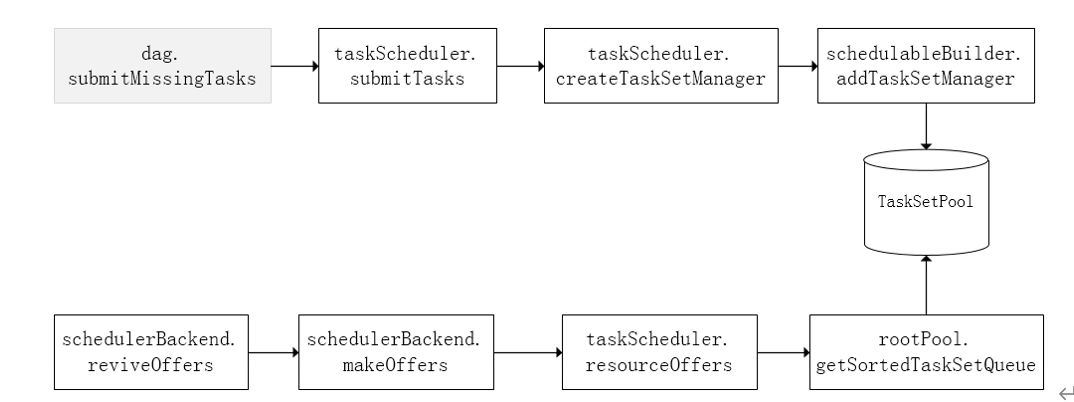 dag.
submitMissingTasks
taskScheduler.
submitTasks
taskScheduler.
createTaskSetManager
schedulableBuilder.
addTaskSetManager
TaskSetPool
schedulerBackend.
reviveOffers
schedulerBackend.
makeOffers
taskScheduler.
resourceOffers
rootPool.
getSortedTaskSetQueue